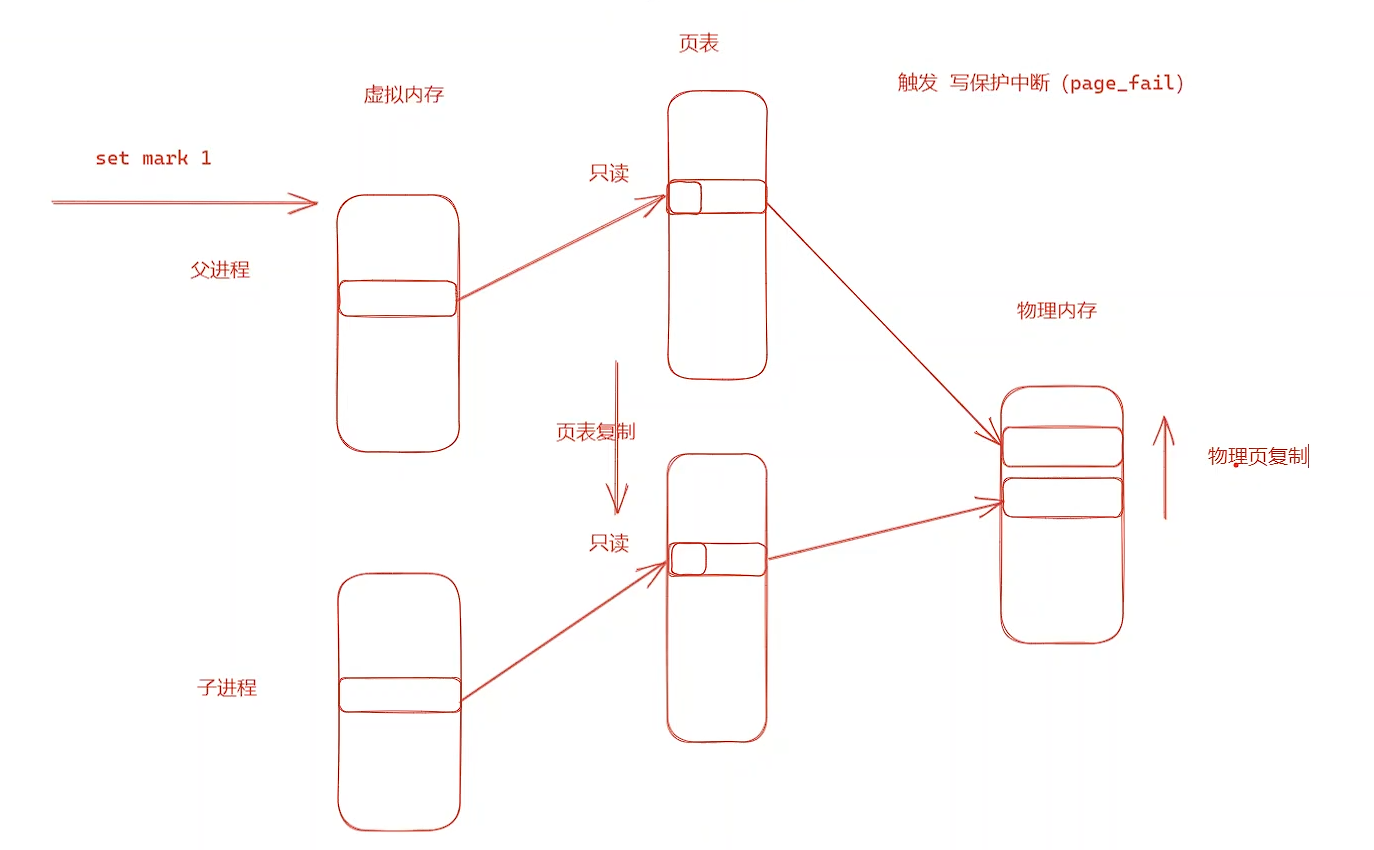 页表
触发 写保护中断 (page_fail)
虚拟内存
set mark 1
只读
父进程
物理内存
页表复制
物理页复制
只读
子进程